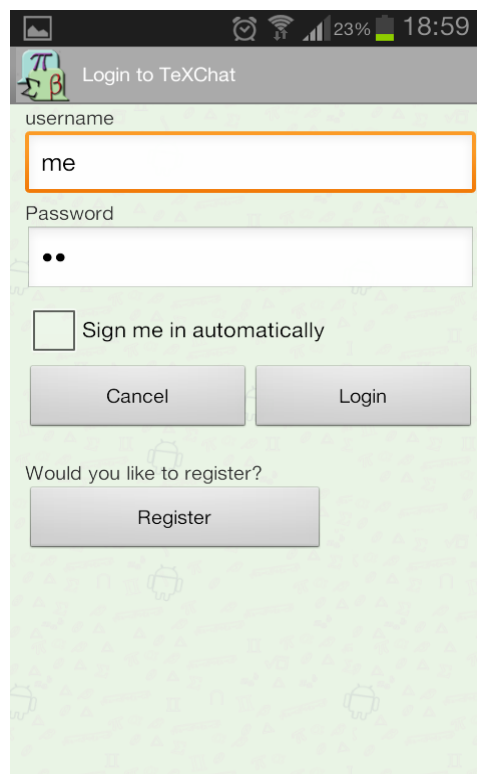 23% 18:59
π Σ β Login to TeXChat
username
me
Password
••
Sign me in automatically
Cancel Login
Would you like to register?
Register